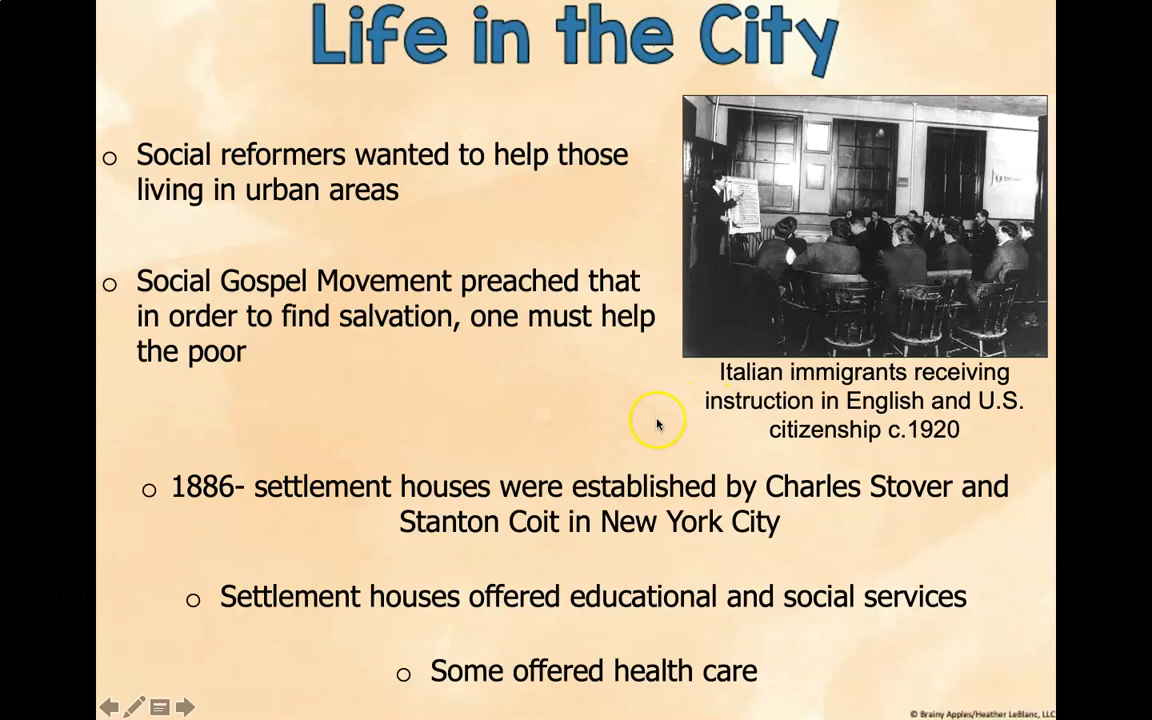 Life in the City
○ Social reformers wanted to help those
living in urban areas
○ Social Gospel Movement preached that
in order to find salvation, one must help
the poor
Italian immigrants receiving
instruction in English and U.S.
citizenship c.1920
○ 1886- settlement houses were established by Charles Stover and
Stanton Coit in New York City
○ Settlement houses offered educational and social services
○ Some offered health care
© Brainy Apples/Heather LeBlanc, LLC